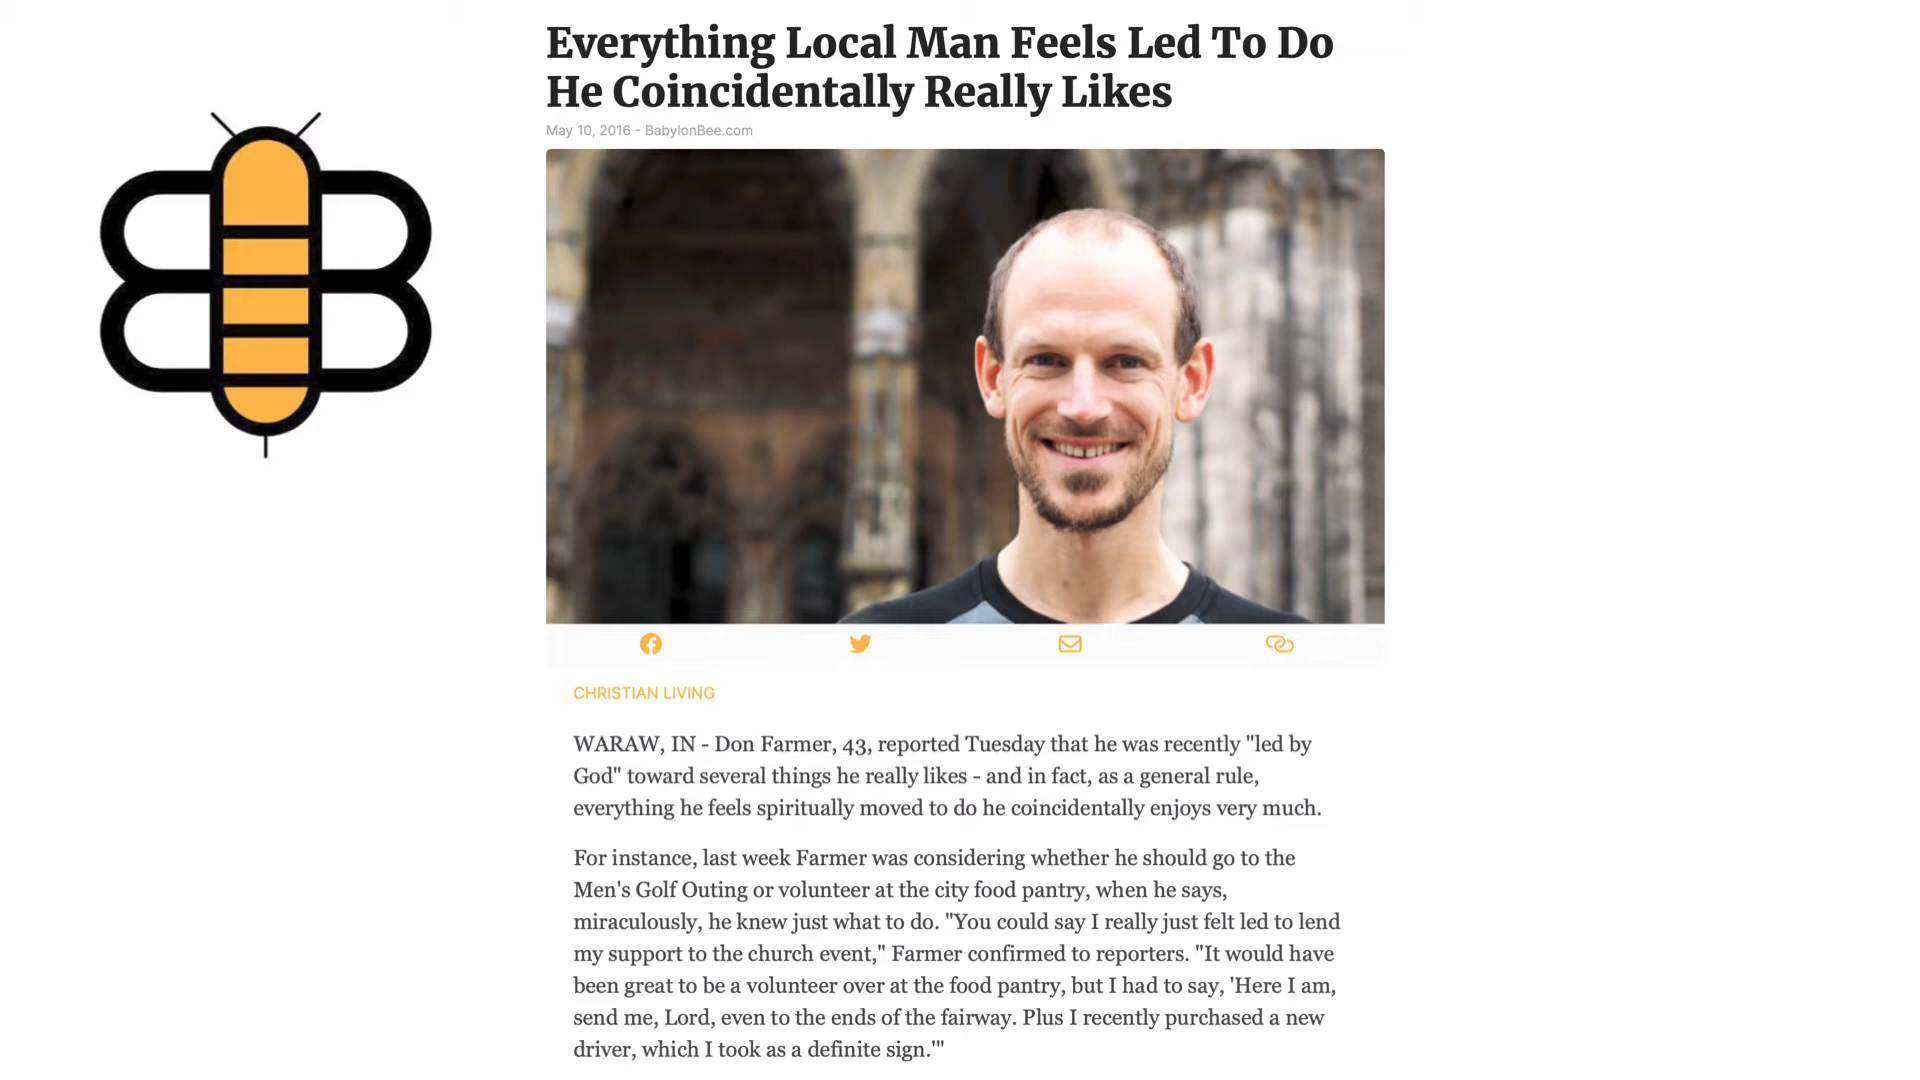 Everything Local Man Feels Led To Do
He Coincidentally Really Likes
May 10, 2016 - BabylonBee.com
CHRISTIAN LIVING
WARAW, IN - Don Farmer, 43, reported Tuesday that he was recently "led by
God" toward several things he really likes - and in fact, as a general rule,
everything he feels spiritually moved to do he coincidentally enjoys very much.
For instance, last week Farmer was considering whether he should go to the
Men's Golf Outing or volunteer at the city food pantry, when he says,
miraculously, he knew just what to do. "You could say I really just felt led to lend
my support to the church event," Farmer confirmed to reporters. "It would have
been great to be a volunteer over at the food pantry, but I had to say, 'Here I am,
send me, Lord, even to the ends of the fairway. Plus I recently purchased a new
driver, which I took as a definite sign.'"